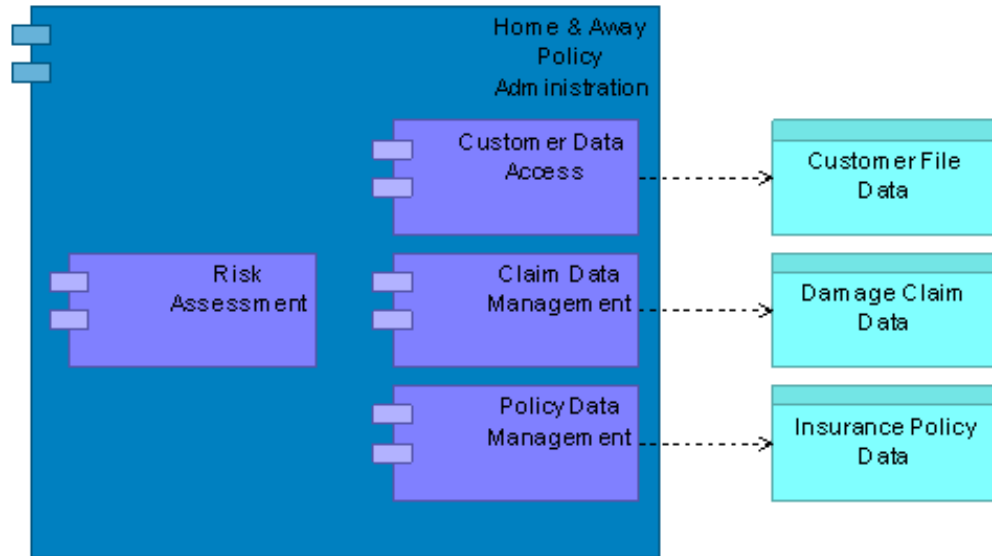 Home & Away
Policy
Administration
Customer Data
Access
Customer File
Data
Risk
Assessment
Claim Data
Management
Damage Claim
Data
Policy Data
Management
Insurance Policy
Data